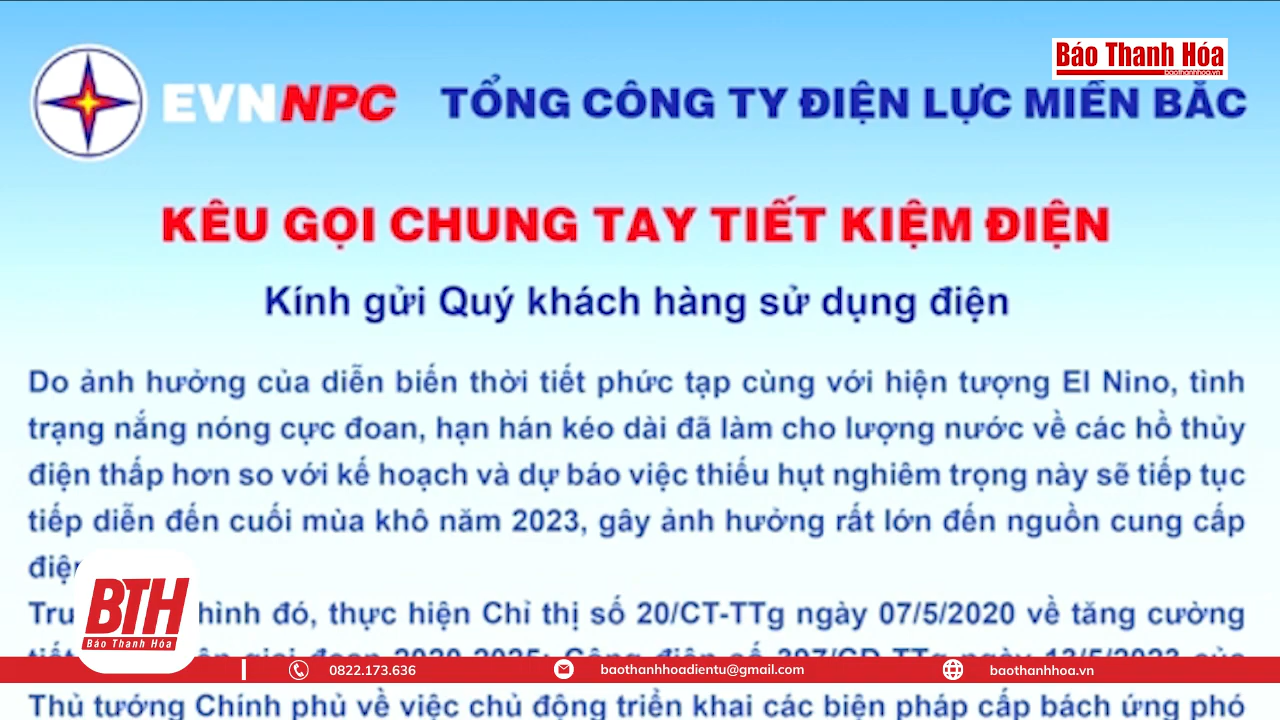 Báo Thanh Hóa
baothanhhoa.vn
EVNNPC TỔNG CÔNG TY ĐIỆN LỰC MIỀN BẮC
KÊU GỌI CHUNG TAY TIẾT KIỆM ĐIỆN
Kính gửi Quý khách hàng sử dụng điện
Do ảnh hưởng của diễn biến thời tiết phức tạp cùng với hiện tượng El Nino, tình
trạng nắng nóng cực đoan, hạn hán kéo dài đã làm cho lượng nước về các hồ thủy
điện thấp hơn so với kế hoạch và dự báo việc thiếu hụt nghiêm trọng này sẽ tiếp tục
tiếp diễn đến cuối mùa khô năm 2023, gây ảnh hưởng rất lớn đến nguồn cung cấp
hình đó, thực hiện Chỉ thị số 20/CT-TTg ngày 07/5/2020 về tăng cường
BTH
Báo Thanh Hóa
0822.173.636 baothanhhoadientu@gmail.com baothanhhoa.vn
Thủ tướng Chính phủ về việc chủ động triển khai các biện pháp cấp bách ứng phó